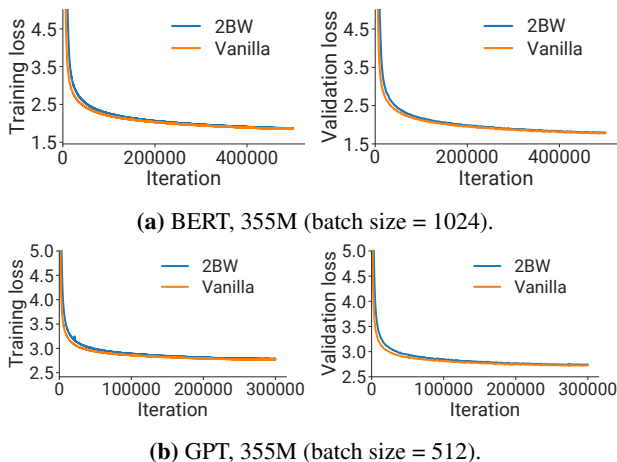 4.5
3.5
2.5
1.5
Training loss
2BW
Vanilla
0
200000
400000
Iteration
4.5
3.5
2.5
1.5
Validation loss
2BW
Vanilla
0
200000
400000
Iteration
(a) BERT, 355M (batch size = 1024).
5.0
4.5
4.0
3.5
3.0
2.5
Training loss
2BW
Vanilla
0
100000
200000
300000
Iteration
5.0
4.5
4.0
3.5
3.0
2.5
Validation loss
2BW
Vanilla
0
100000
200000
300000
Iteration
(b) GPT, 355M (batch size = 512).